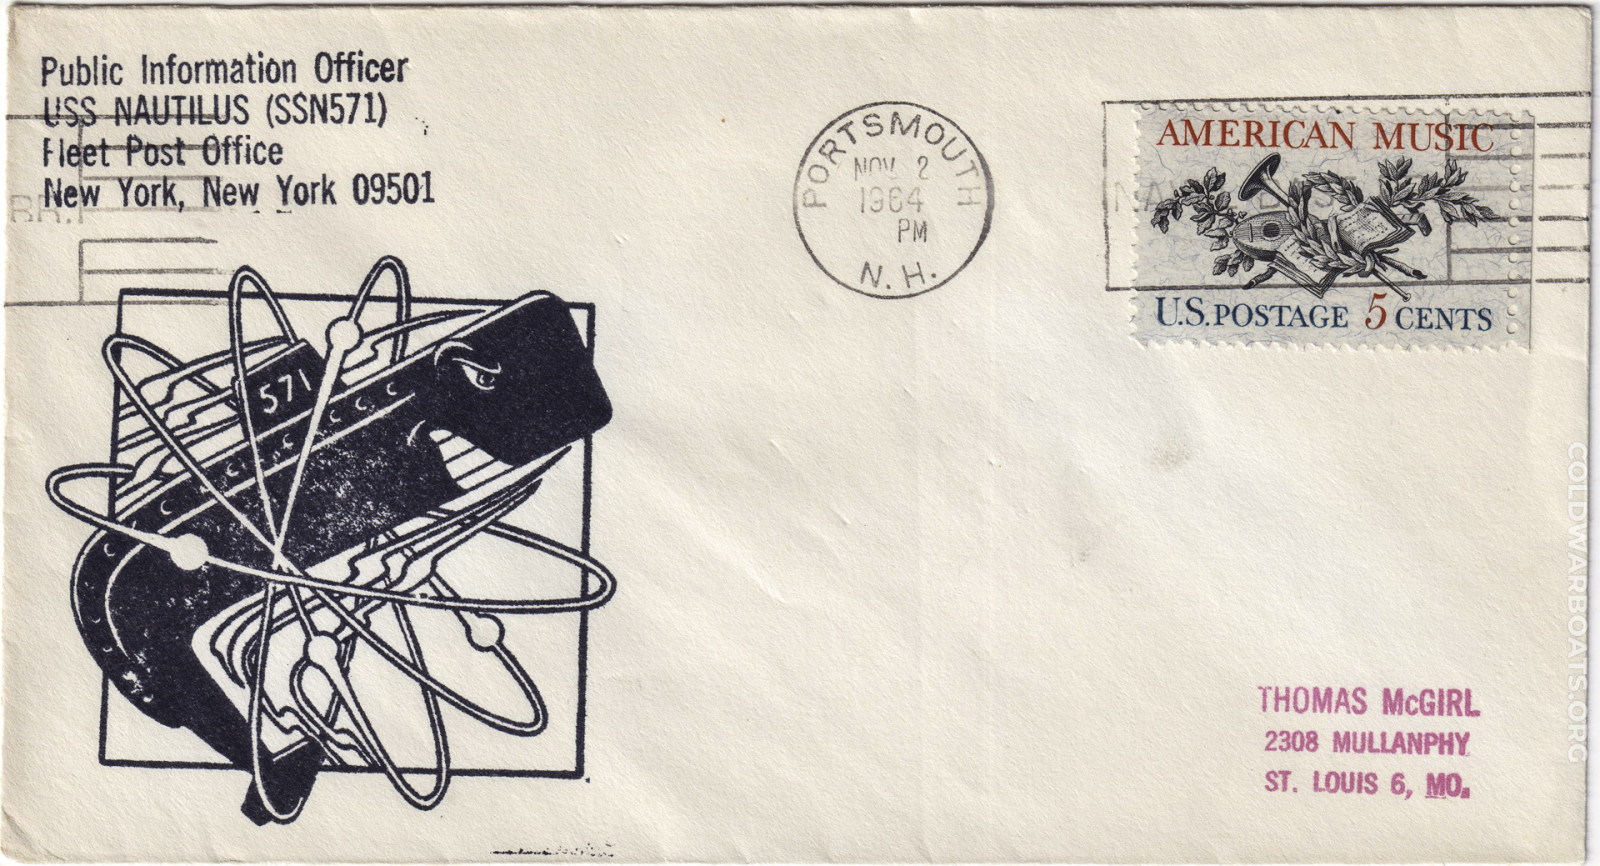 Public Information Officer
USS NAUTILUS (SSN571)
Fleet Post Office
New York, New York 09501
BR.
PORTSMOUTH
NOV 2
1964
PM
N.H.
AMERICAN MUSIC
U.S. POSTAGE 5 CENTS
571
THOMAS McGIRL
2308 MULLANPHY
ST. LOUIS 6, MO.
COLDWARBOATS.ORG